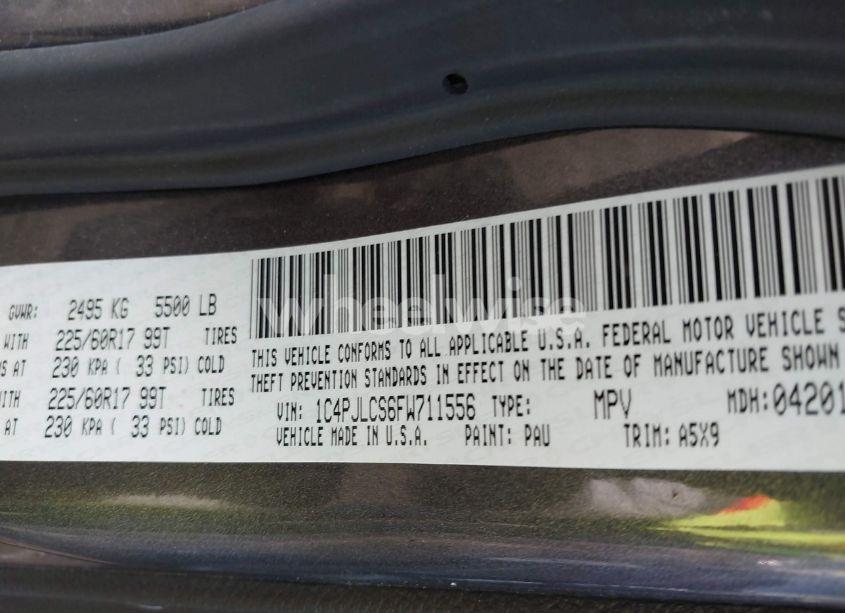 GVWR: 2495 KG 5500 LB
WITH 225/60R17 99T TIRES
AT 230 KPA ( 33 PSI) COLD
WITH 225/60R17 99T TIRES
AT 230 KPA ( 33 PSI) COLD
wheelwise
THIS VEHICLE CONFORMS TO ALL APPLICABLE U.S.A. FEDERAL MOTOR VEHICLE S
THEFT PREVENTION STANDARDS IN EFFECT ON THE DATE OF MANUFACTURE SHOWN
VIN: 1C4PJLCS6FW711556 TYPE: MPV MDH: 04201
VEHICLE MADE IN U.S.A. PAINT: PAU TRIM: A5X9